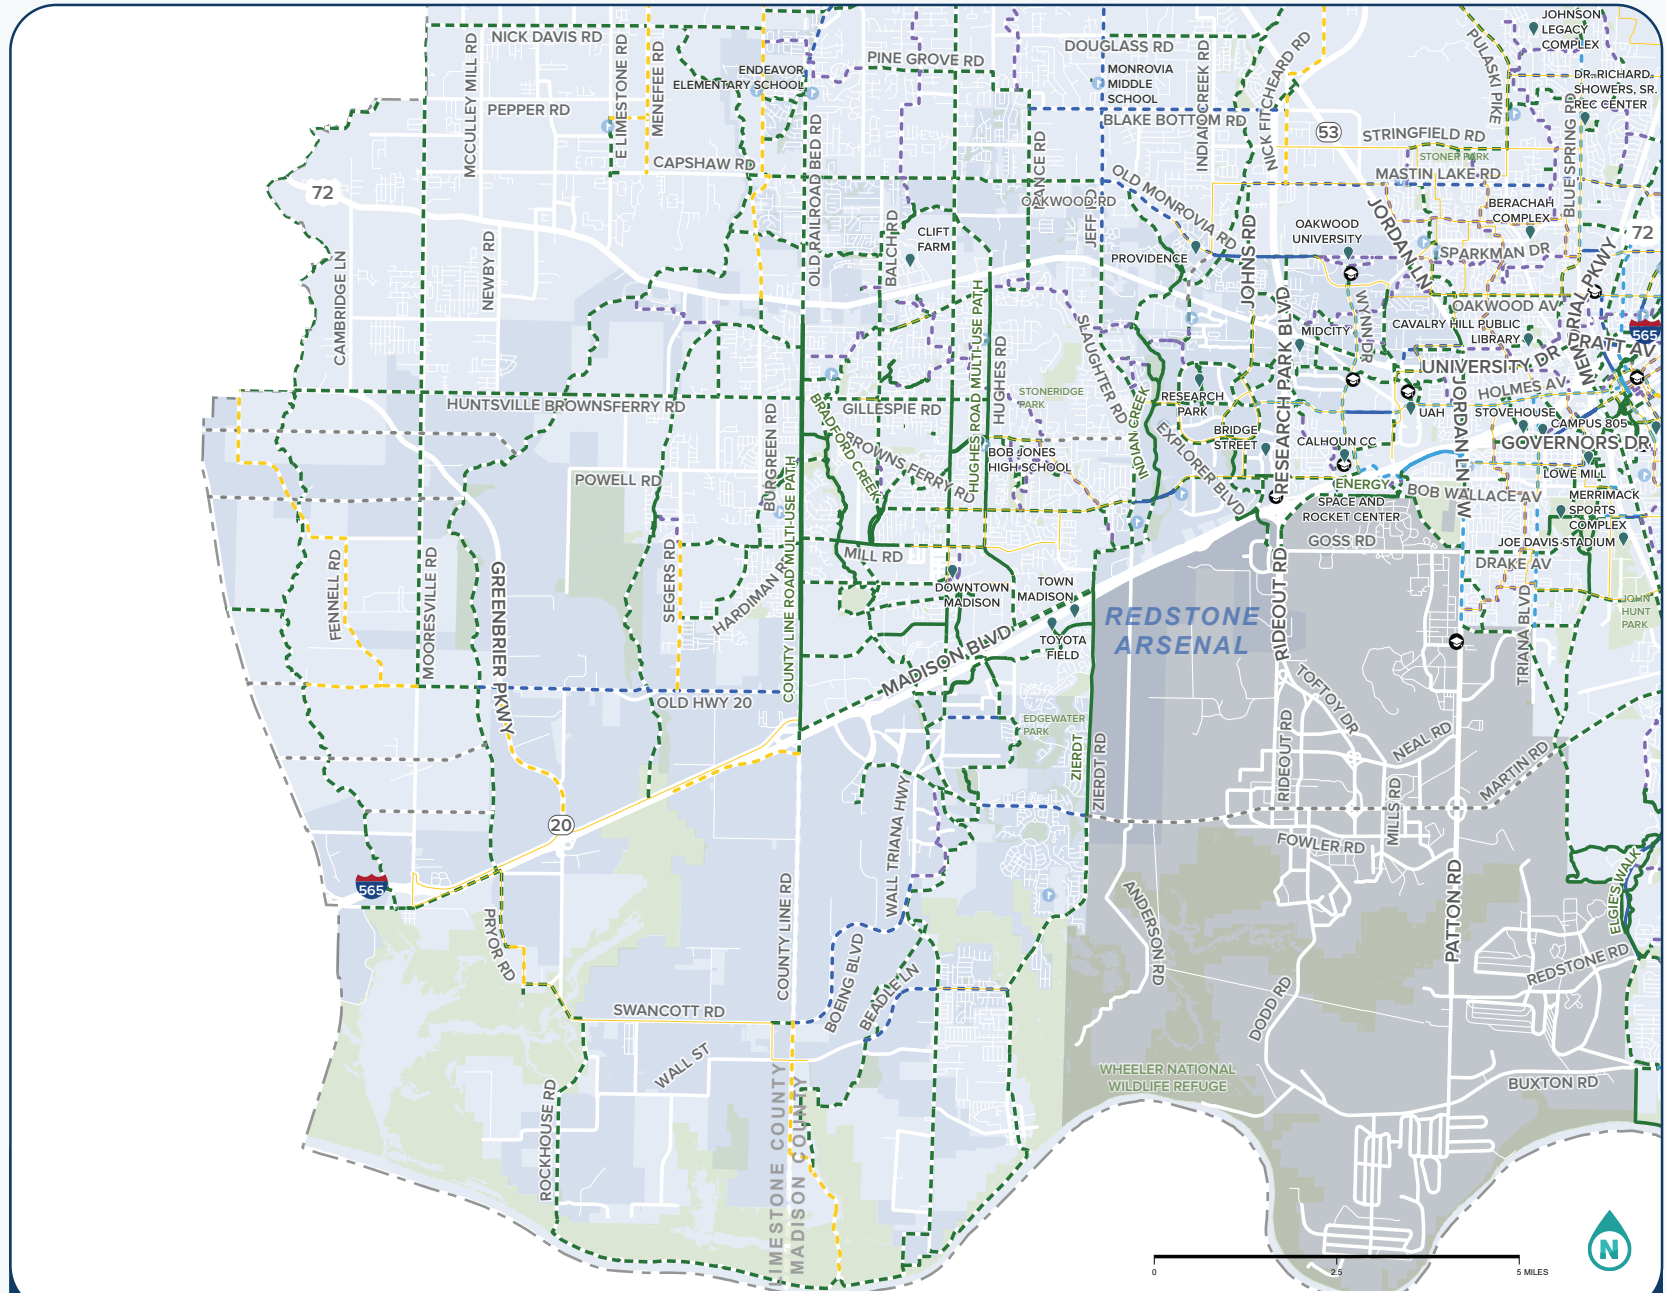 JOHNSON
LEGACY
COMPLEX
NICK DAVIS RD
MCCULLEY MILL RD
E LIMESTONE RD
MENEFEE RD
DOUGLASS RD
PINE GROVE RD
INDIAN CREEK RD
NICK FITCHEARD RD
PULASKI PIKE
ENDEAVOR
ELEMENTARY SCHOOL
MONROVIA
MIDDLE
SCHOOL
DR. RICHARD
SHOWERS, SR.
REC CENTER
PEPPER RD
BLAKE BOTTOM RD
53
STRINGFIELD RD
STONER PARK
CAPSHAW RD
OLD RAILROAD BED RD
NANCE RD
OLD MONROVIA RD
MASTIN LAKE RD
BLUE SPRING RD
72
OAKWOOD RD
JEFF RD
BERACHAH
COMPLEX
BALCH RD
CLIFT
FARM
OAKWOOD
UNIVERSITY
JORDAN LN
72
CAMBRIDGE LN
NEWBY RD
PROVIDENCE
JOHNS RD
SPARKMAN DR
MEMORIAL PKWY
OAKWOOD AV
WYNN DR
MIDCITY
CAVALRY HILL PUBLIC
LIBRARY
565
PRATT AV
HUGHES ROAD MULTI-USE PATH
HUGHES RD
SLAUGHTER RD
RESEARCH PARK BLVD
UNIVERSITY DR
HOLMES AV
HUNTSVILLE BROWNSFERRY RD
GILLESPIE RD
STONERIDGE
PARK
INDIAN CREEK
RESEARCH
PARK
UAH
STOVEHOUSE
CAMPUS 805
JORDAN LN NW
BURGREEN RD
BRADFORD CREEK
BROWNS FERRY RD
BOB JONES
HIGH SCHOOL
EXPLORER BLVD
BRIDGE
STREET
CALHOUN CC
GOVERNORS DR
POWELL RD
LOWE MILL
ENERGY
BOB WALLACE AV
SPACE AND
ROCKET CENTER
MERRIMACK
SPORTS
COMPLEX
GOSS RD
JOE DAVIS STADIUM
DRAKE AV
FENNELL RD
MOORESVILLE RD
GREENBRIER PKWY
SEGERS RD
HARDIMAN RD
COUNTY LINE ROAD MULTI-USE PATH
MILL RD
DOWNTOWN
MADISON
TOWN
MADISON
REDSTONE
ARSENAL
RIDEOUT RD
TRIANA BLVD
JOHN
HUNT
PARK
TOYOTA
FIELD
MADISON BLVD
OLD HWY 20
TOFTOY DR
EDGEWATER
PARK
ZIERDT
ZIERDT RD
RIDEOUT RD
NEAL RD
MARTIN RD
MILLS RD
20
WALL TRIANA HWY
FOWLER RD
565
PATTON RD
ELGIES WALK
PRYOR RD
COUNTY LINE RD
BOEING BLVD
BEADLE LN
ANDERSON RD
REDSTONE RD
DODD RD
SWANCOTT RD
WALL ST
WHEELER NATIONAL
WILDLIFE REFUGE
BUXTON RD
ROCKHOUSE RD
LIMESTONE COUNTY
MADISON COUNTY
N
0 2.5 5 MILES